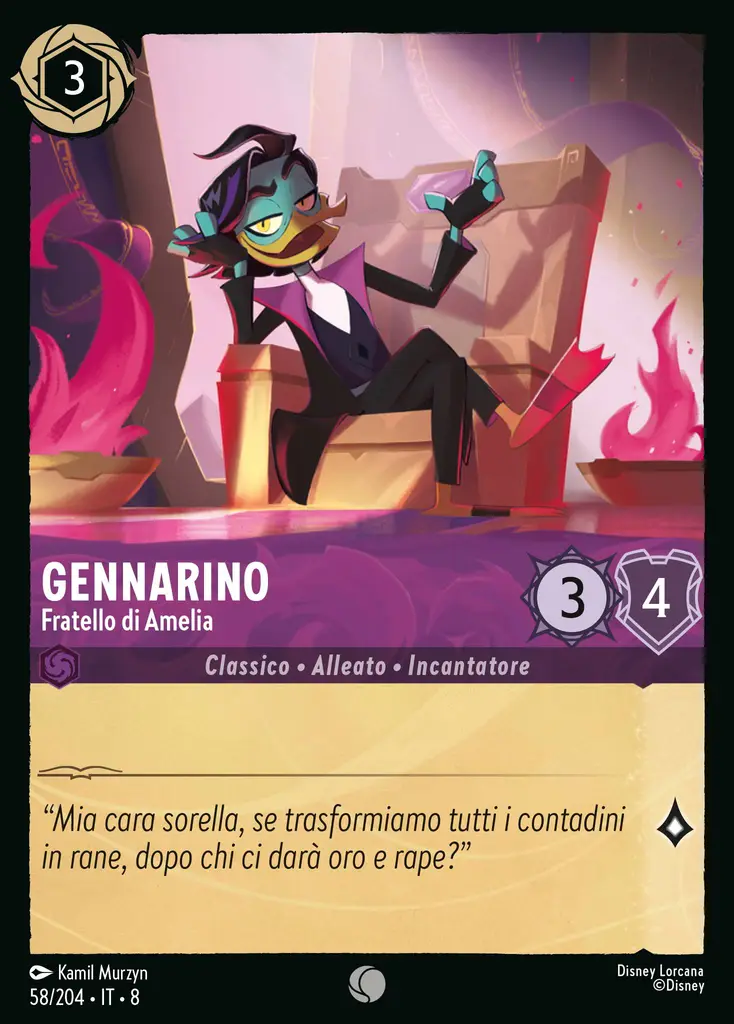 3
GENNARINO
Fratello di Amelia
3
4
Classico • Alleato • Incantatore
“Mia cara sorella, se trasformiamo tutti i contadini
in rane, dopo chi ci darà oro e rape?”
Kamil Murzyn
58/204 • IT • 8
Disney Lorcana
©Disney